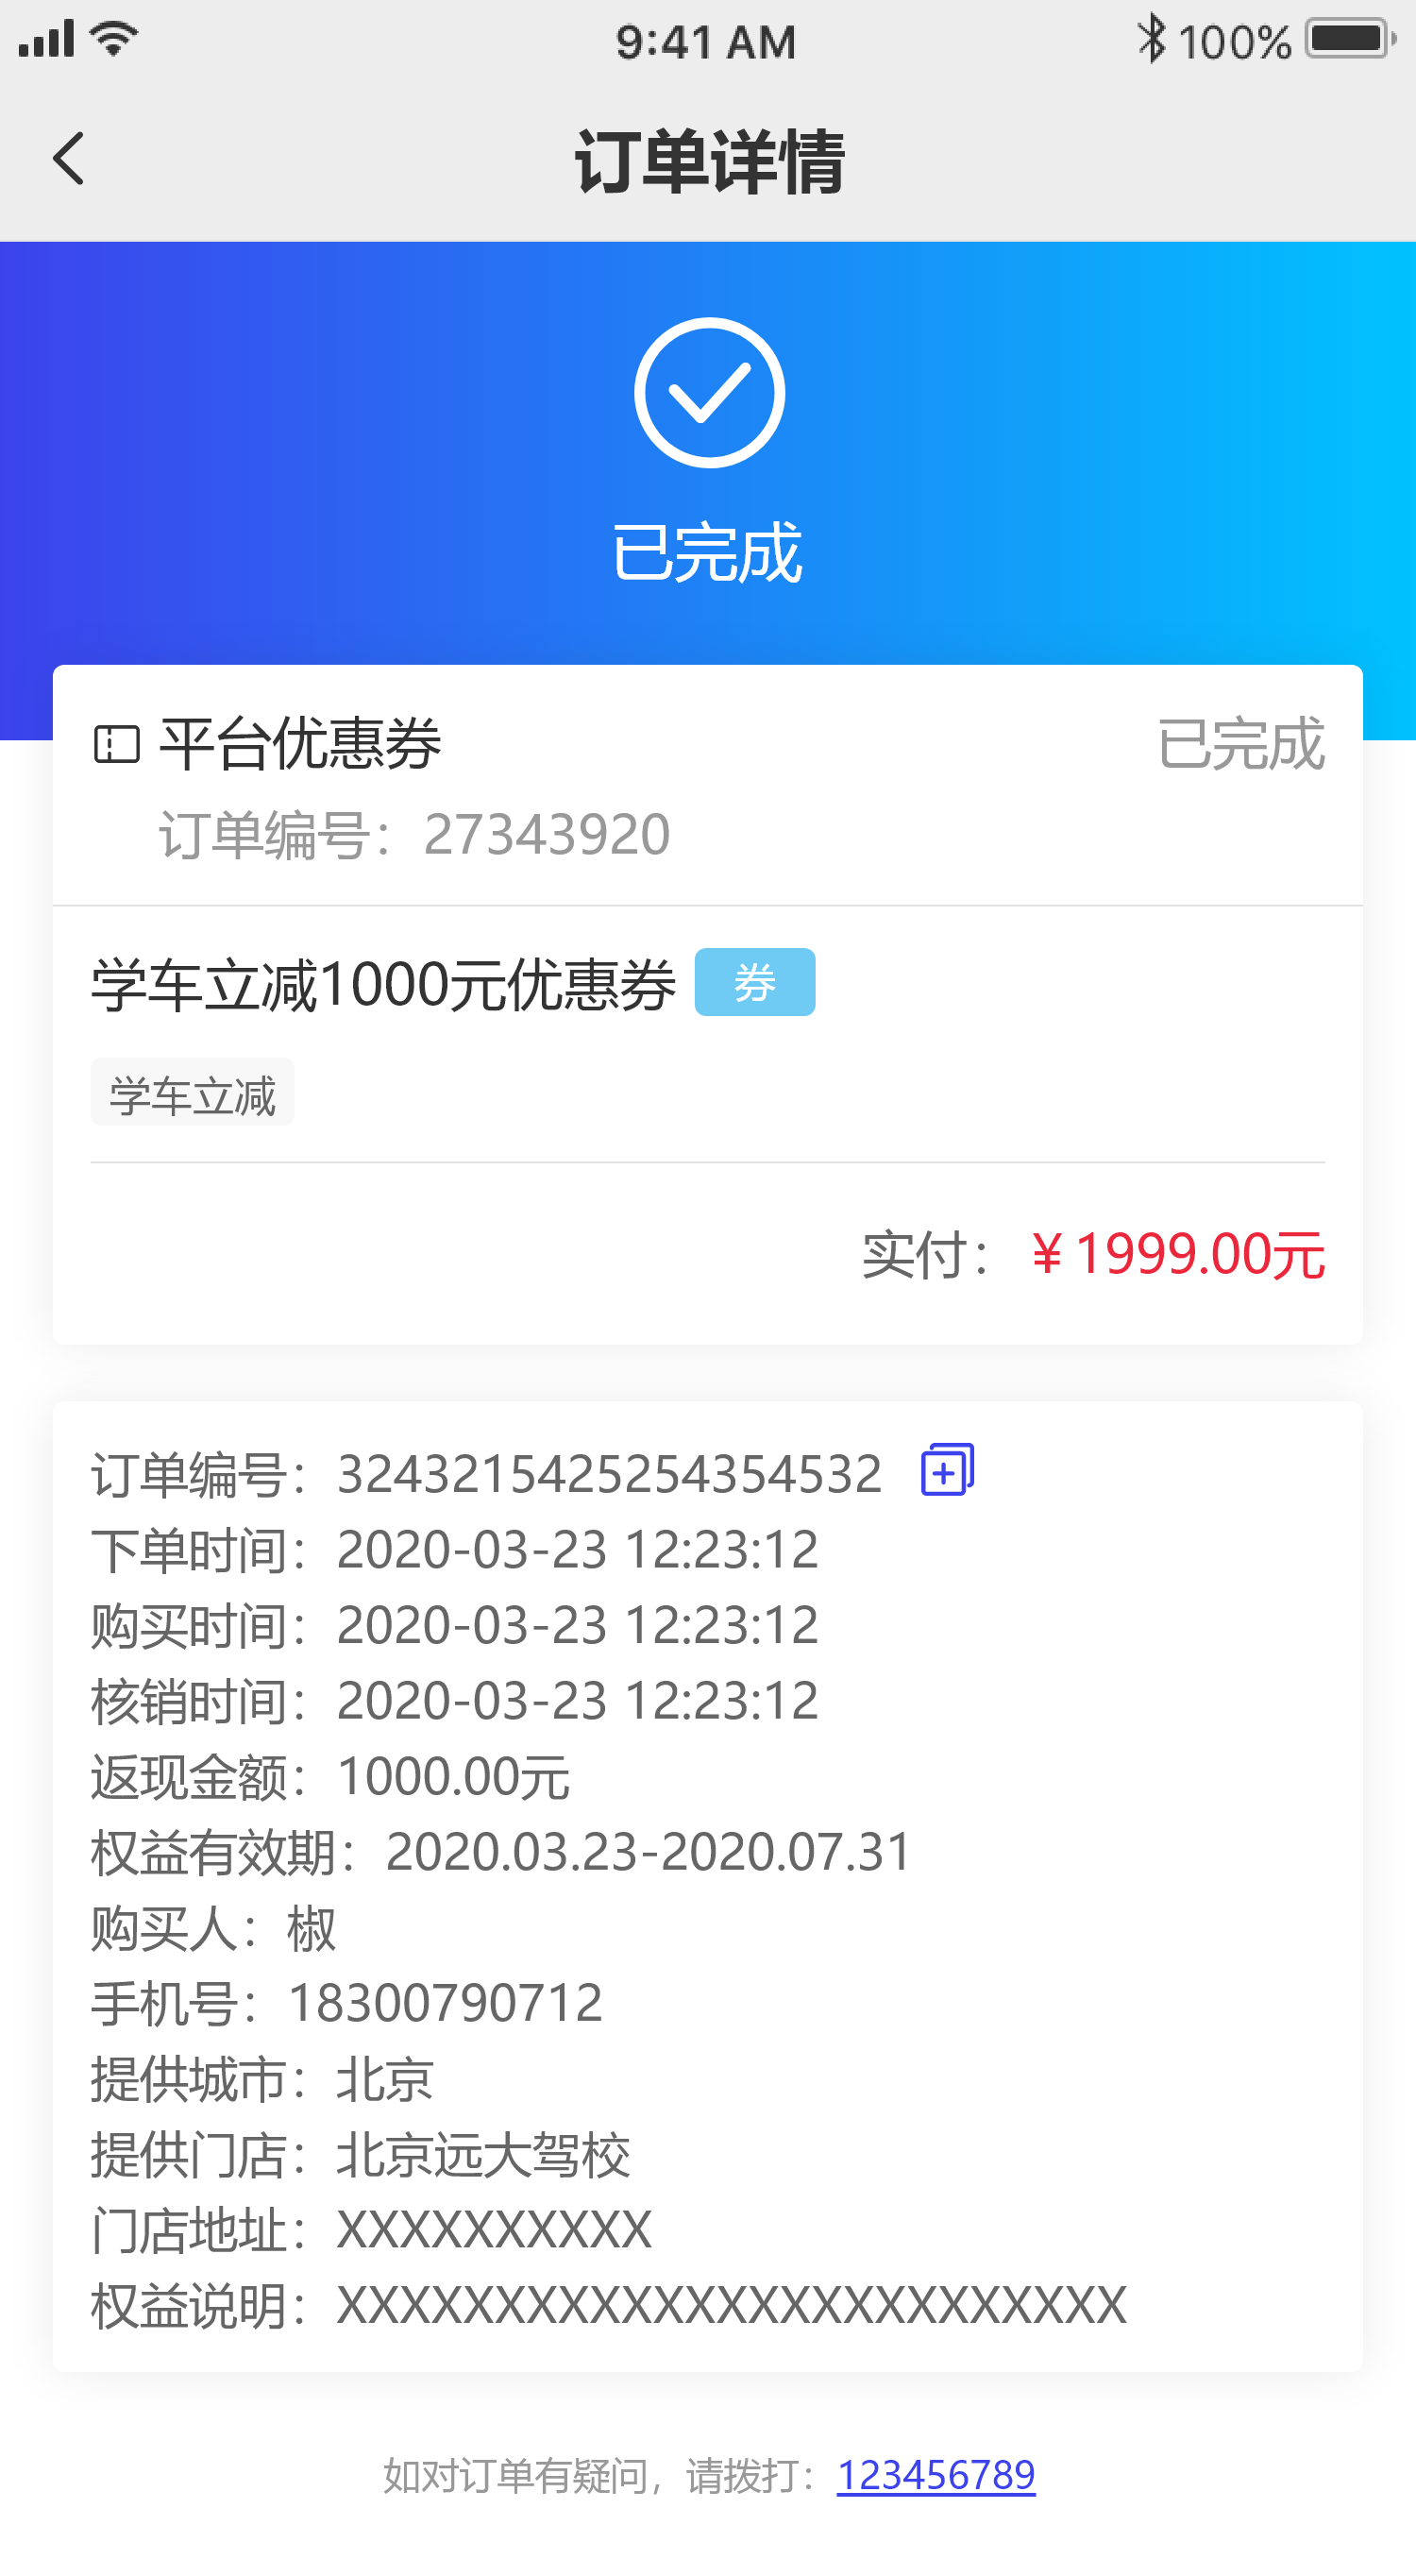 9:41 AM
100%
订单详情
已完成
平台优惠券
已完成
订单编号：27343920
学车立减1000元优惠券
券
学车立减
实付：￥1999.00元
订单编号：3243215425254354532
下单时间：2020-03-23 12:23:12
购买时间：2020-03-23 12:23:12
核销时间：2020-03-23 12:23:12
返现金额：1000.00元
权益有效期：2020.03.23-2020.07.31
购买人：椒
手机号：18300790712
提供城市：北京
提供门店：北京远大驾校
门店地址：XXXXXXXXXX
权益说明：XXXXXXXXXXXXXXXXXXXXXXXXX
如对订单有疑问，请拨打：123456789